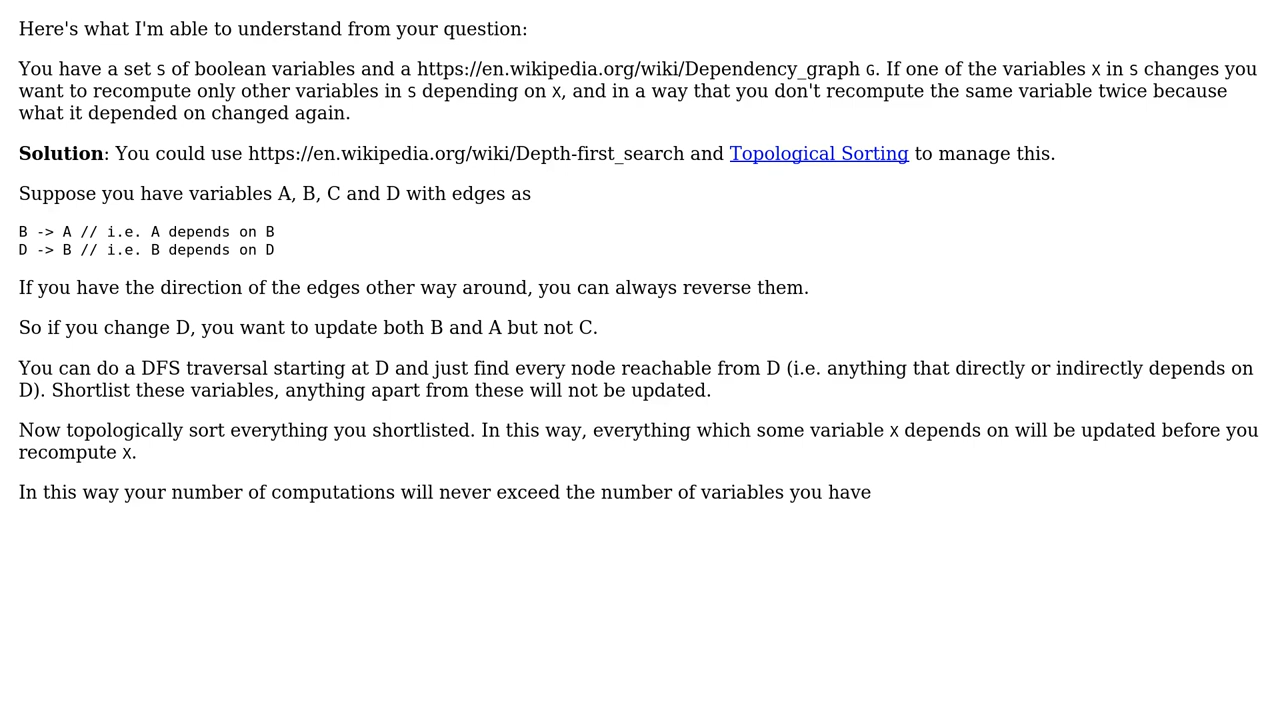 Here's what I'm able to understand from your question:
You have a set S of boolean variables and a https://en.wikipedia.org/wiki/Dependency_graph G. If one of the variables X in S changes you
want to recompute only other variables in S depending on X, and in a way that you don't recompute the same variable twice because
what it depended on changed again.
Solution: You could use https://en.wikipedia.org/wiki/Depth-first_search and Topological Sorting to manage this.
Suppose you have variables A, B, C and D with edges as
B -> A // i.e. A depends on B
D -> B // i.e. B depends on D
If you have the direction of the edges other way around, you can always reverse them.
So if you change D, you want to update both B and A but not C.
You can do a DFS traversal starting at D and just find every node reachable from D (i.e. anything that directly or indirectly depends on
D). Shortlist these variables, anything apart from these will not be updated.
Now topologically sort everything you shortlisted. In this way, everything which some variable X depends on will be updated before you
recompute X.
In this way your number of computations will never exceed the number of variables you have